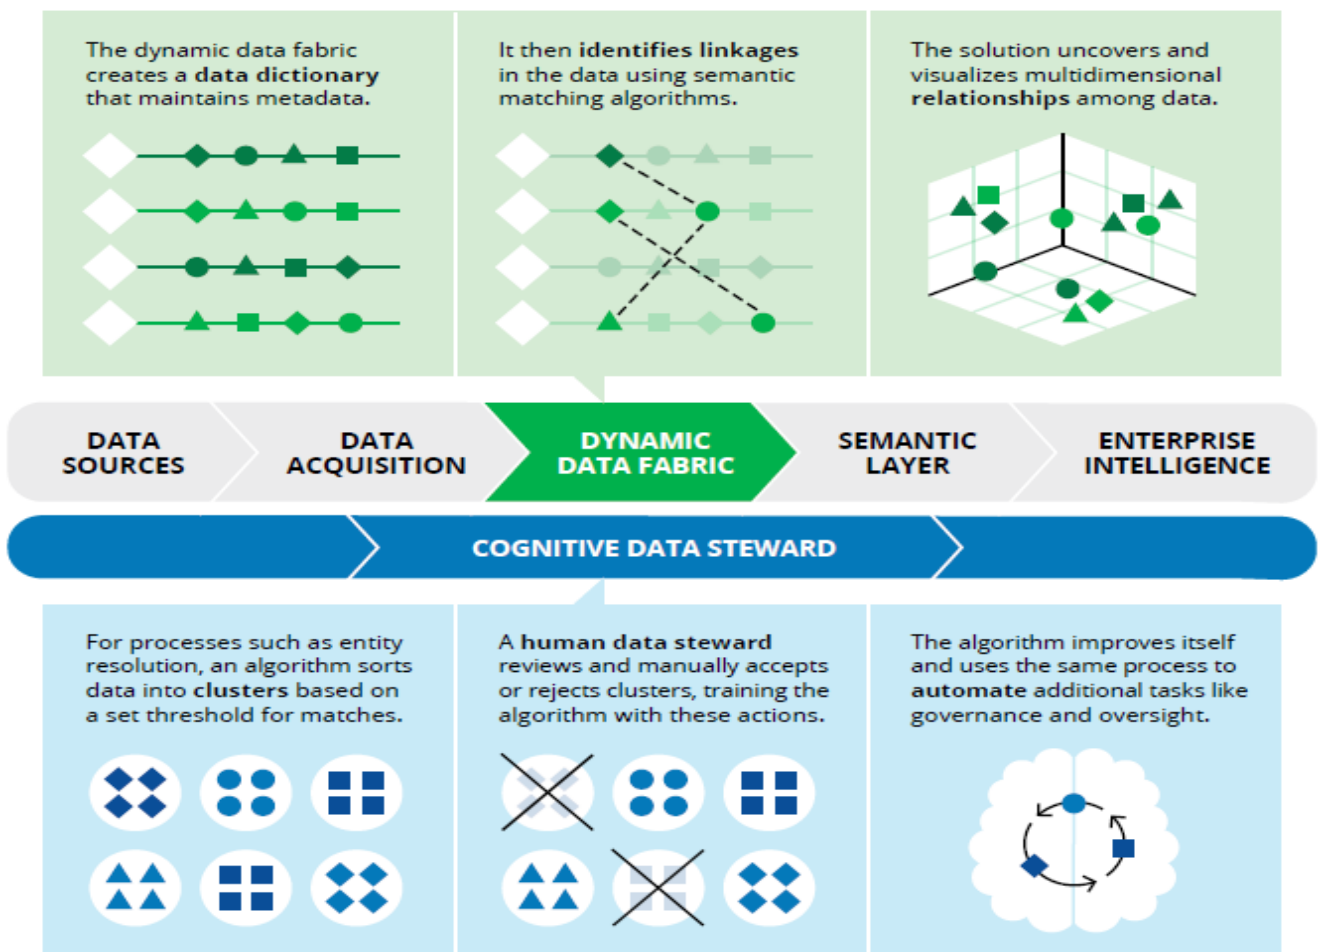 The dynamic data fabric
creates a data dictionary
that maintains metadata.
It then identifies linkages
in the data using semantic
matching algorithms.
The solution uncovers and
visualizes multidimensional
relationships among data.
DATA
SOURCES
DATA
ACQUISITION
DYNAMIC
DATA FABRIC
SEMANTIC
LAYER
ENTERPRISE
INTELLIGENCE
COGNITIVE DATA STEWARD
For processes such as entity
resolution, an algorithm sorts
data into clusters based on
a set threshold for matches.
A human data steward
reviews and manually accepts
or rejects clusters, training the
algorithm with these actions.
The algorithm improves itself
and uses the same process to
automate additional tasks like
governance and oversight.